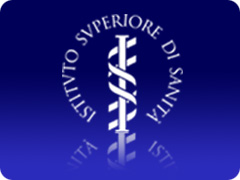 ISTITVTO SVPERIORE DI SANITÀ